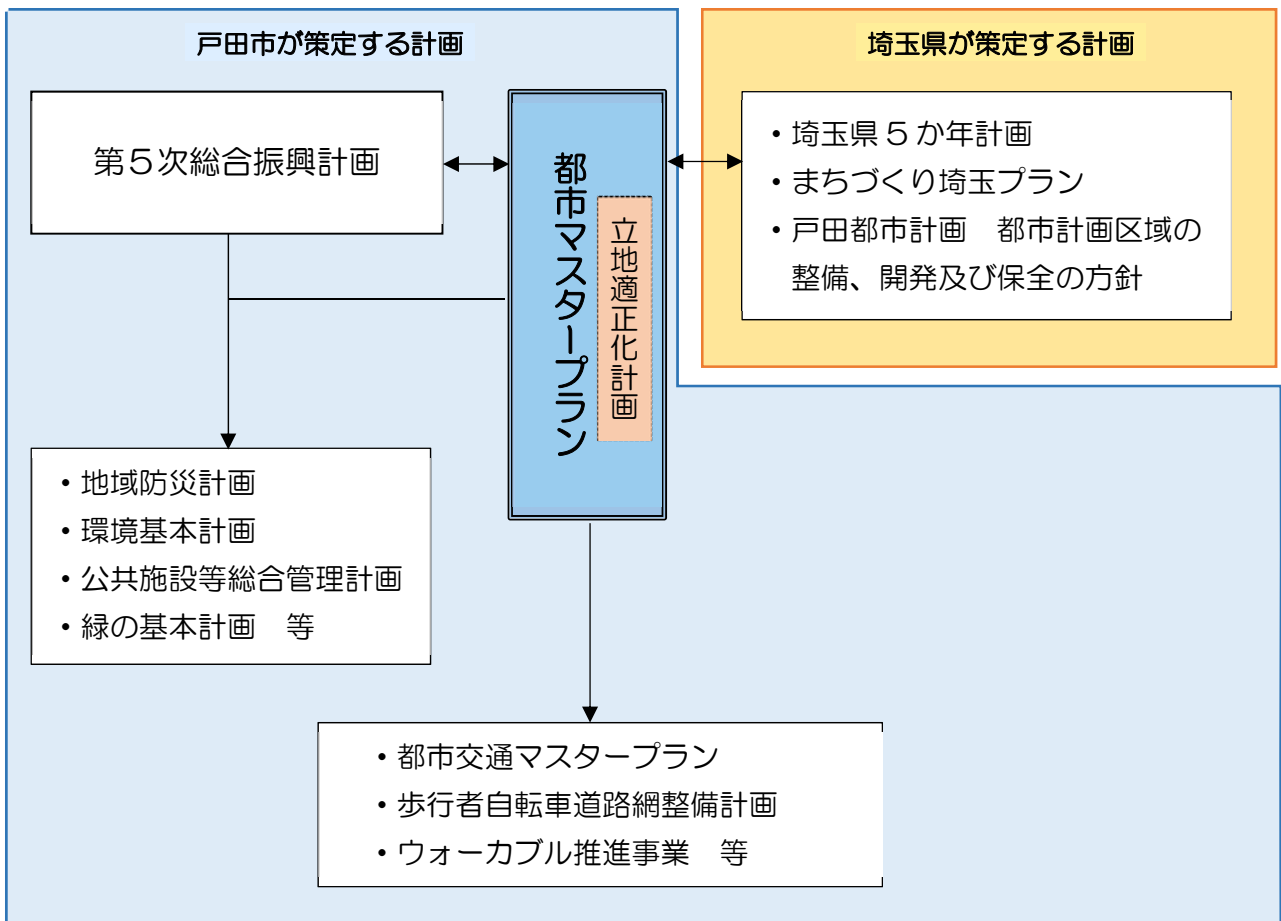 戸田市が策定する計画
埼玉県が策定する計画
第５次総合振興計画
都市マスタープラン
立地適正化計画
・埼玉県５か年計画
・まちづくり埼玉プラン
・戸田都市計画　都市計画区域の
整備、開発及び保全の方針
・地域防災計画
・環境基本計画
・公共施設等総合管理計画
・緑の基本計画　等
・都市交通マスタープラン
・歩行者自転車道路網整備計画
・ウォーカブル推進事業　等